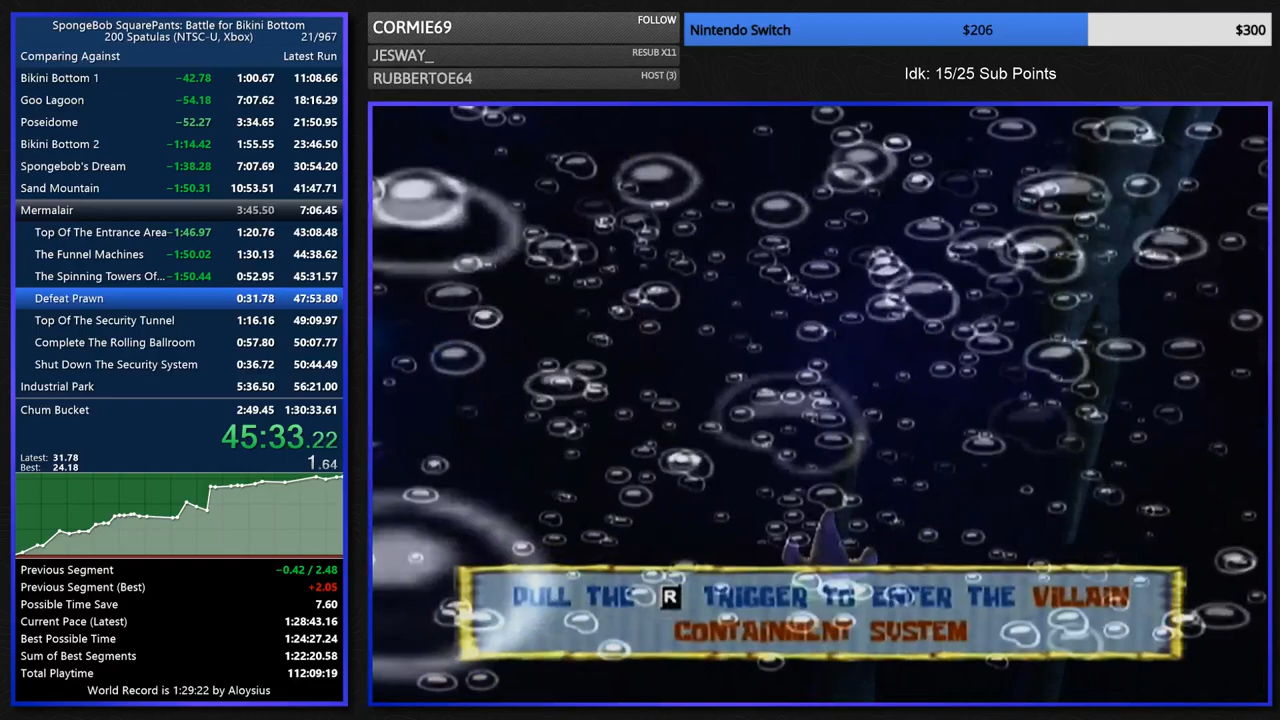 SpongeBob SquarePants: Battle for Bikini Bottom
200 Spatulas (NTSC-U, Xbox) 21/967
Comparing Against Latest Run
Bikini Bottom 1 −42.78 1:00.67 11:08.66
Goo Lagoon −54.18 7:07.62 18:16.29
Poseidome −52.27 3:34.65 21:50.95
Bikini Bottom 2 −1:14.42 1:55.55 23:46.50
Spongebob's Dream −1:38.28 7:07.69 30:54.20
Sand Mountain −1:50.31 10:53.51 41:47.71
Mermalair 3:45.50 7:06.45
Top Of The Entrance Area −1:46.97 1:20.76 43:08.48
The Funnel Machines −1:50.02 1:30.13 44:38.62
The Spinning Towers Of... −1:50.44 0:52.95 45:31.57
Defeat Prawn 0:31.78 47:53.80
Top Of The Security Tunnel 1:16.16 49:09.97
Complete The Rolling Ballroom 0:57.80 50:07.77
Shut Down The Security System 0:36.72 50:44.49
Industrial Park 5:36.50 56:21.00
Chum Bucket 2:49.45 1:30:33.61
45:33.22
Latest: 31.78
Best: 24.18 1.64
Previous Segment −0.42 / 2.48
Previous Segment (Best) +2.05
Possible Time Save 7.60
Current Pace (Latest) 1:28:43.16
Best Possible Time 1:24:27.24
Sum of Best Segments 1:22:20.58
Total Playtime 112:09:19
World Record is 1:29:22 by Aloysius
CORMIE69 FOLLOW
JESWAY_ RESUB X11
RUBBERTOE64 HOST (3)
Nintendo Switch $206 $300
Idk: 15/25 Sub Points
PULL THE R TRIGGER TO ENTER THE VILLAIN
CONTAINMENT SYSTEM